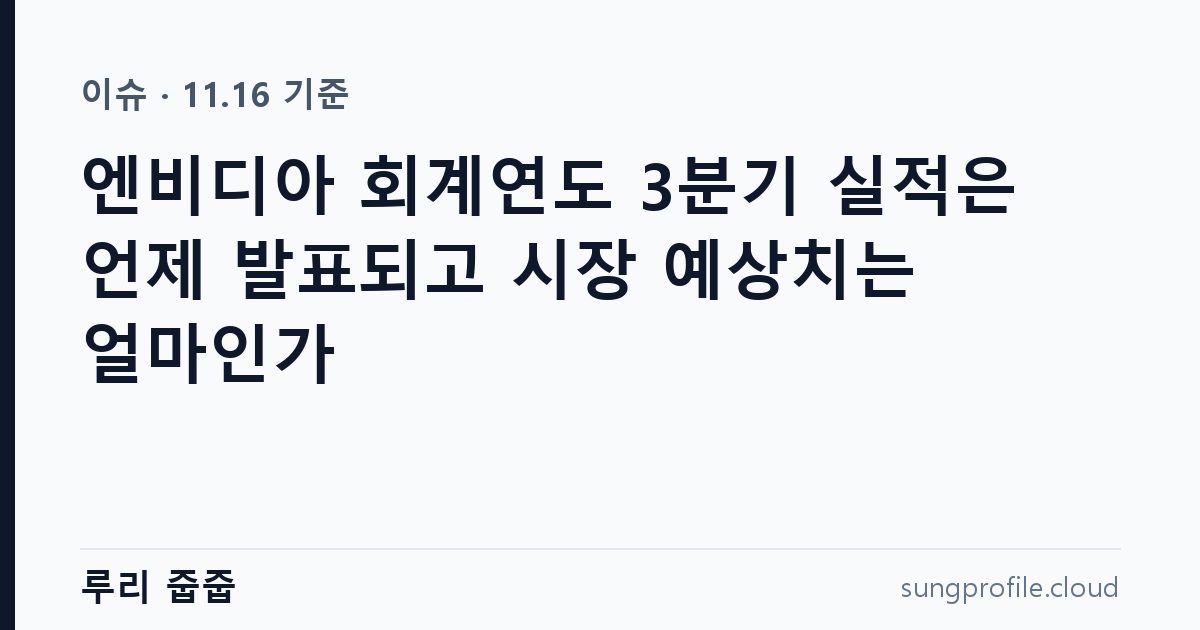 이슈 · 11.16 기준
엔비디아 회계연도 3분기 실적은
언제 발표되고 시장 예상치는
얼마인가
루리 줍줍
sungprofile.cloud